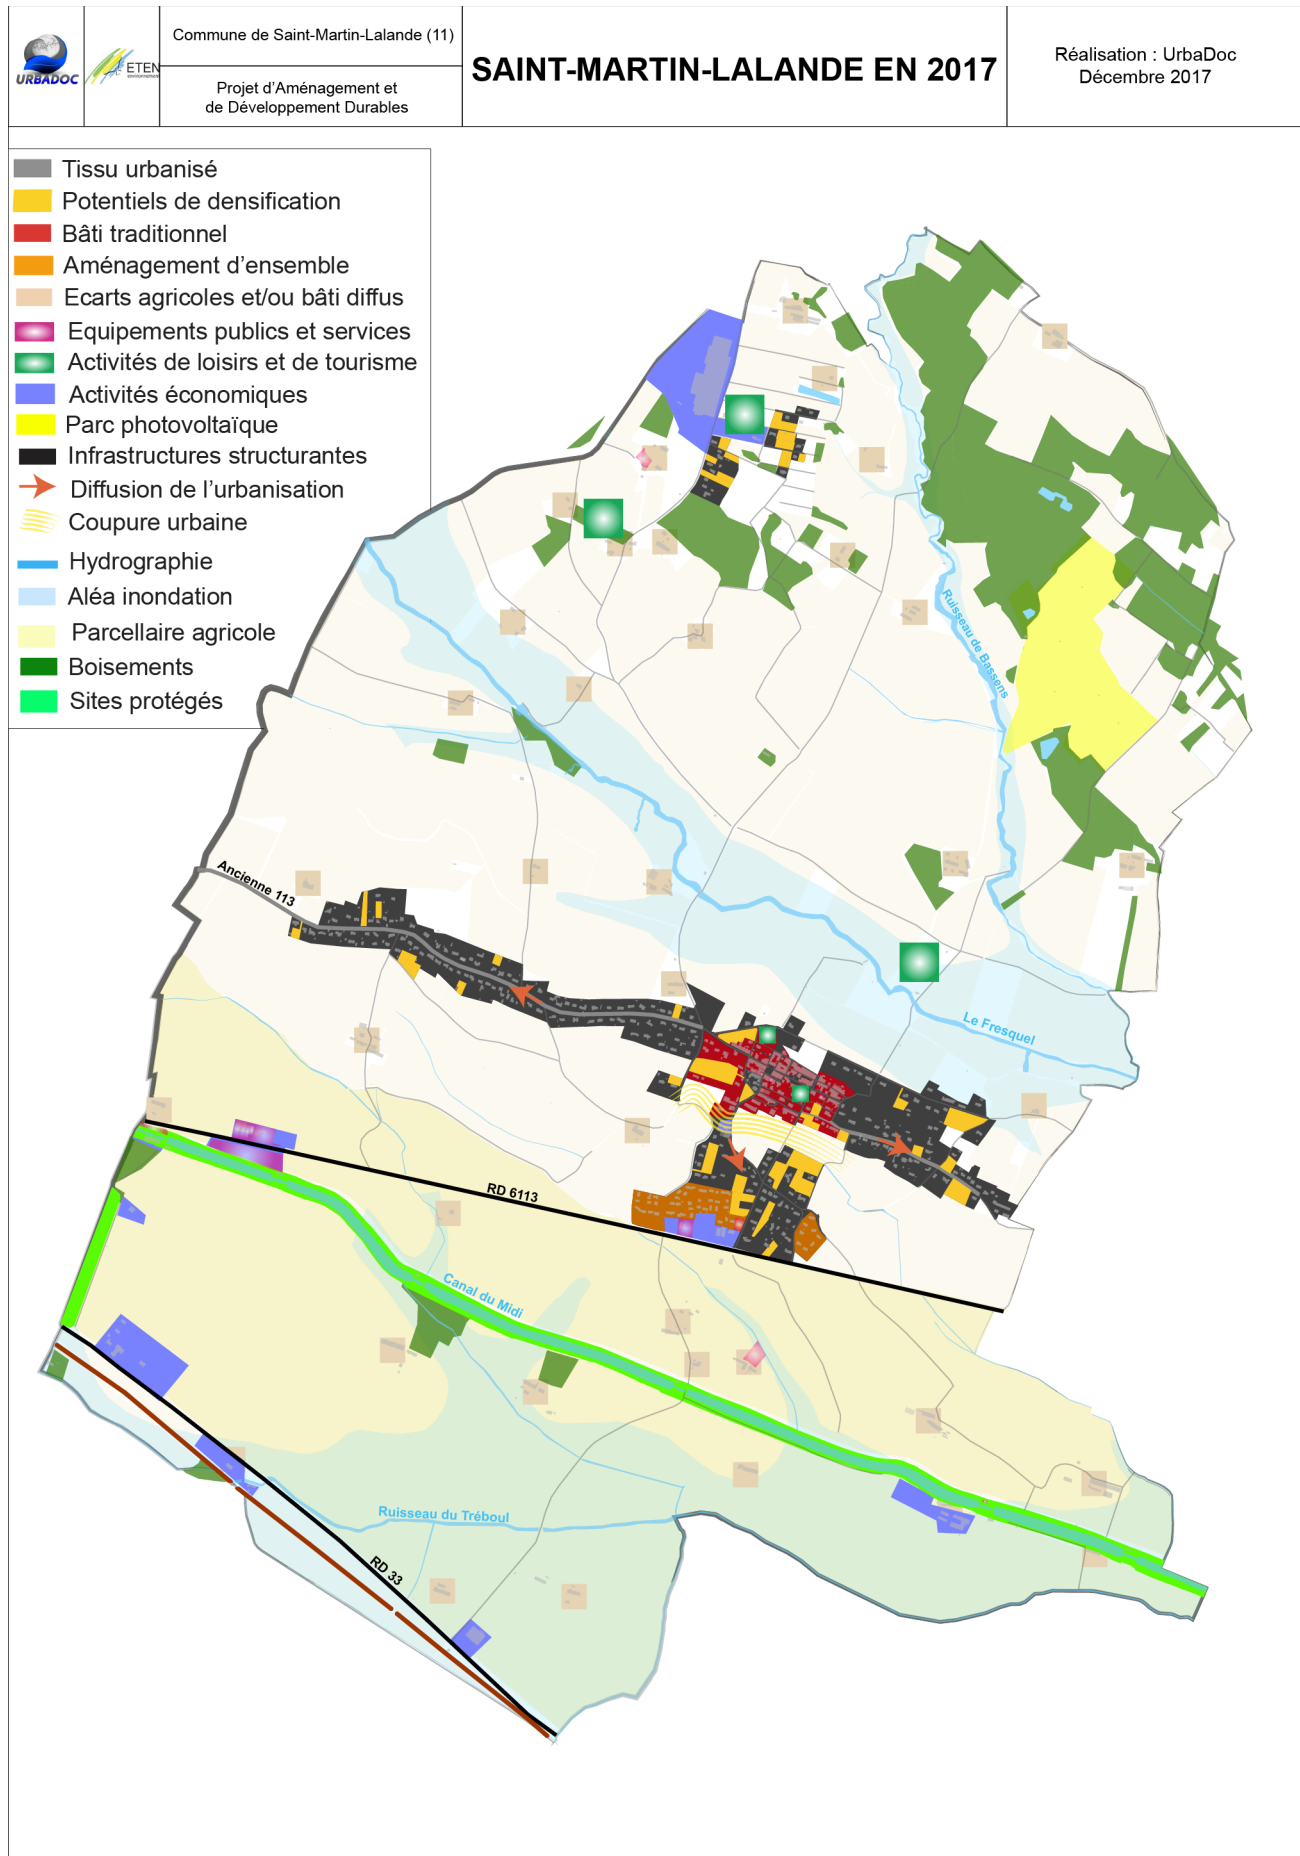 URBADOC
ETEN
Commune de Saint-Martin-Lalande (11)
Projet d'Aménagement et
de Développement Durables
SAINT-MARTIN-LALANDE EN 2017
Réalisation : UrbaDoc
Décembre 2017
Tissu urbanisé
Potentiels de densification
Bâti traditionnel
Aménagement d'ensemble
Ecarts agricoles et/ou bâti diffus
Equipements publics et services
Activités de loisirs et de tourisme
Activités économiques
Parc photovoltaïque
Infrastructures structurantes
Diffusion de l'urbanisation
Coupure urbaine
Hydrographie
Aléa inondation
Parcellaire agricole
Boisements
Sites protégés
Ruisseau de Bassens
Ancienne 113
Le Fresquel
RD 6113
Canal du Midi
Ruisseau du Tréboul
RD 33